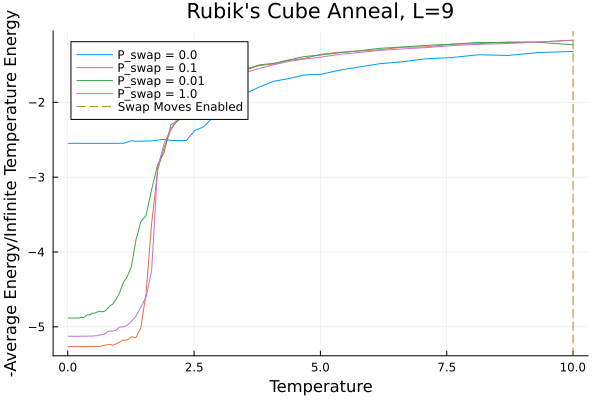 Rubik's Cube Anneal, L=9
-Average Energy/Infinite Temperature Energy
P_swap = 0.0
P_swap = 0.1
P_swap = 0.01
P_swap = 1.0
Swap Moves Enabled
−2
−3
−4
−5
0.0 2.5 5.0 7.5 10.0
Temperature